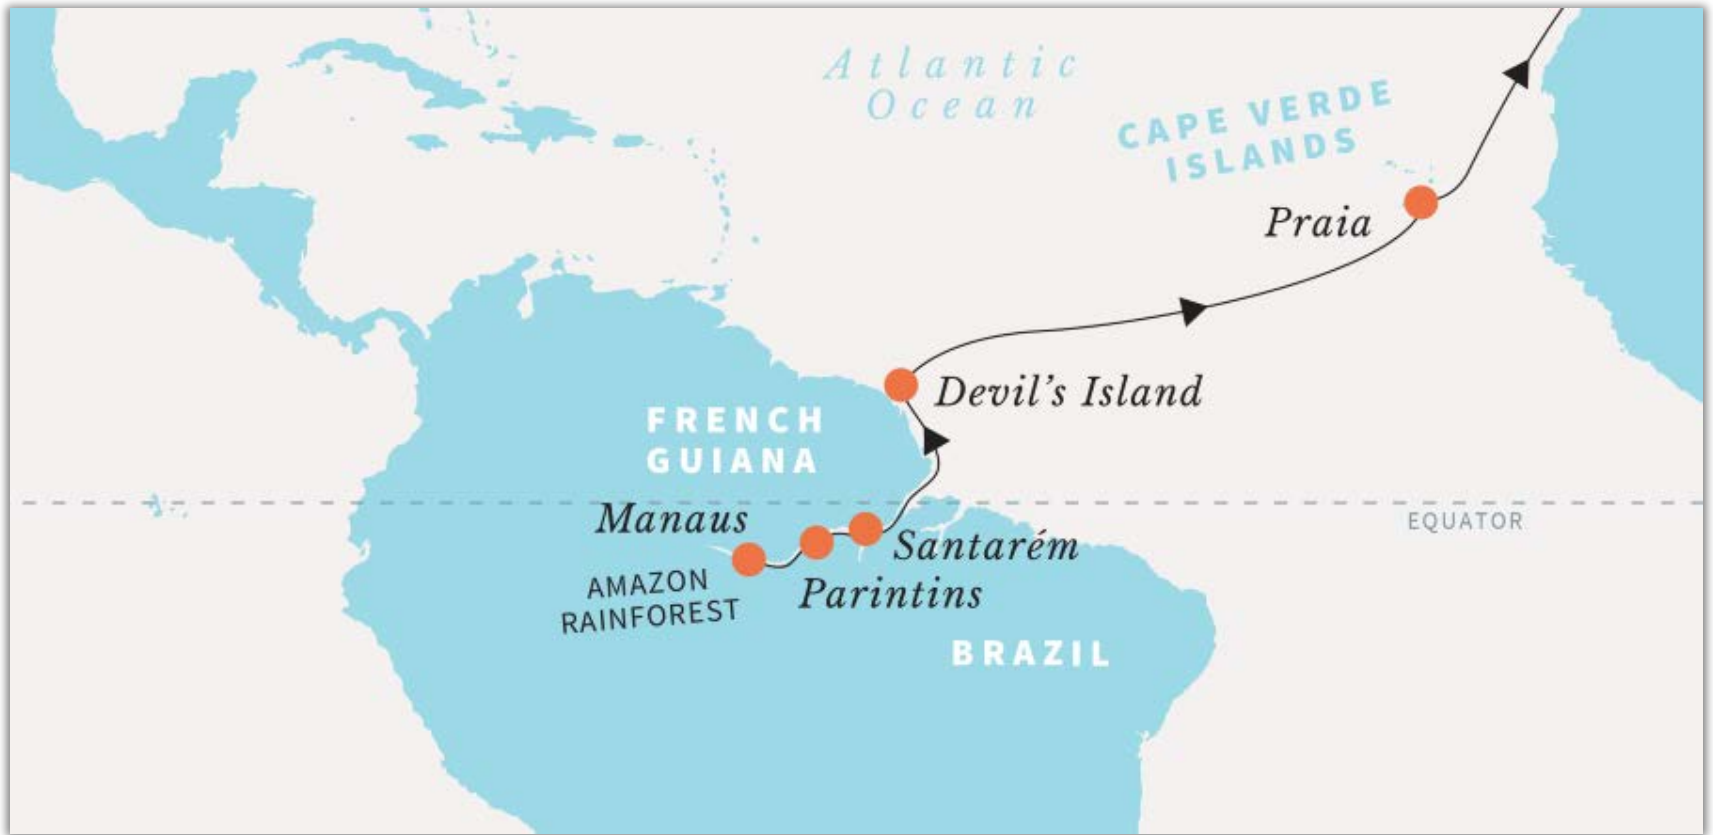 Atlantic
Ocean
CAPE VERDE
ISLANDS
Praia
Devil’s Island
FRENCH
GUIANA
Manaus
EQUATOR
Santarém
AMAZON
RAINFOREST
Parintins
BRAZIL